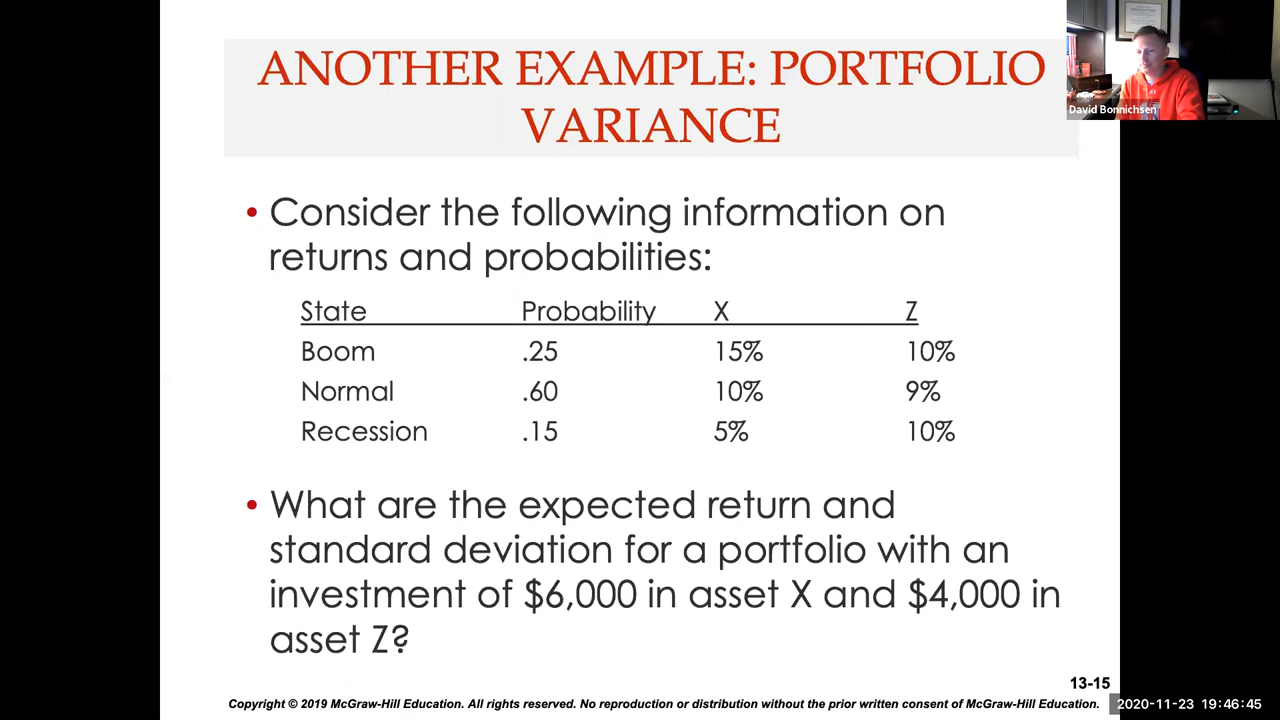 ANOTHER EXAMPLE: PORTFOLIO
VARIANCE
David Bonnichsen
• Consider the following information on
returns and probabilities:
State Probability X Z
Boom .25 15% 10%
Normal .60 10% 9%
Recession .15 5% 10%
• What are the expected return and
standard deviation for a portfolio with an
investment of $6,000 in asset X and $4,000 in
asset Z?
13-15
Copyright © 2019 McGraw-Hill Education. All rights reserved. No reproduction or distribution without the prior written consent of McGraw-Hill Education.
2020-11-23 19:46:45